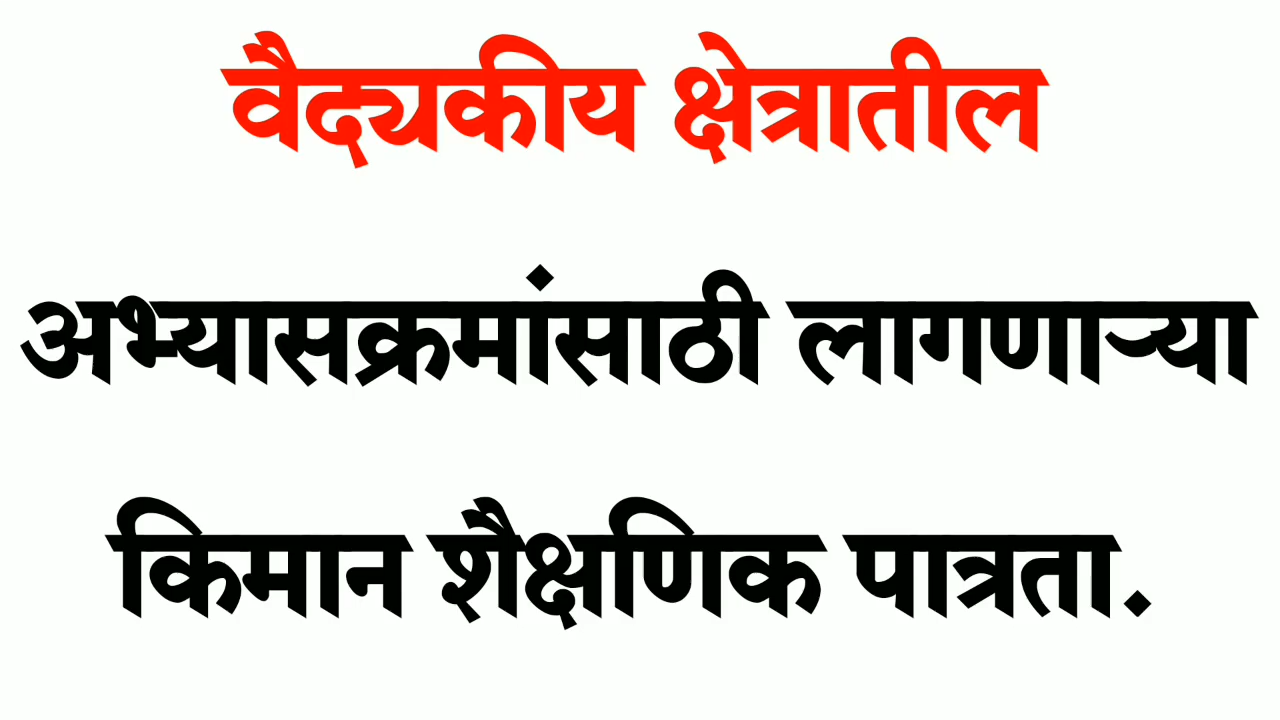 वैद्यकीय क्षेत्रातील
अभ्यासक्रमांसाठी लागणाऱ्या
किमान शैक्षणिक पात्रता.